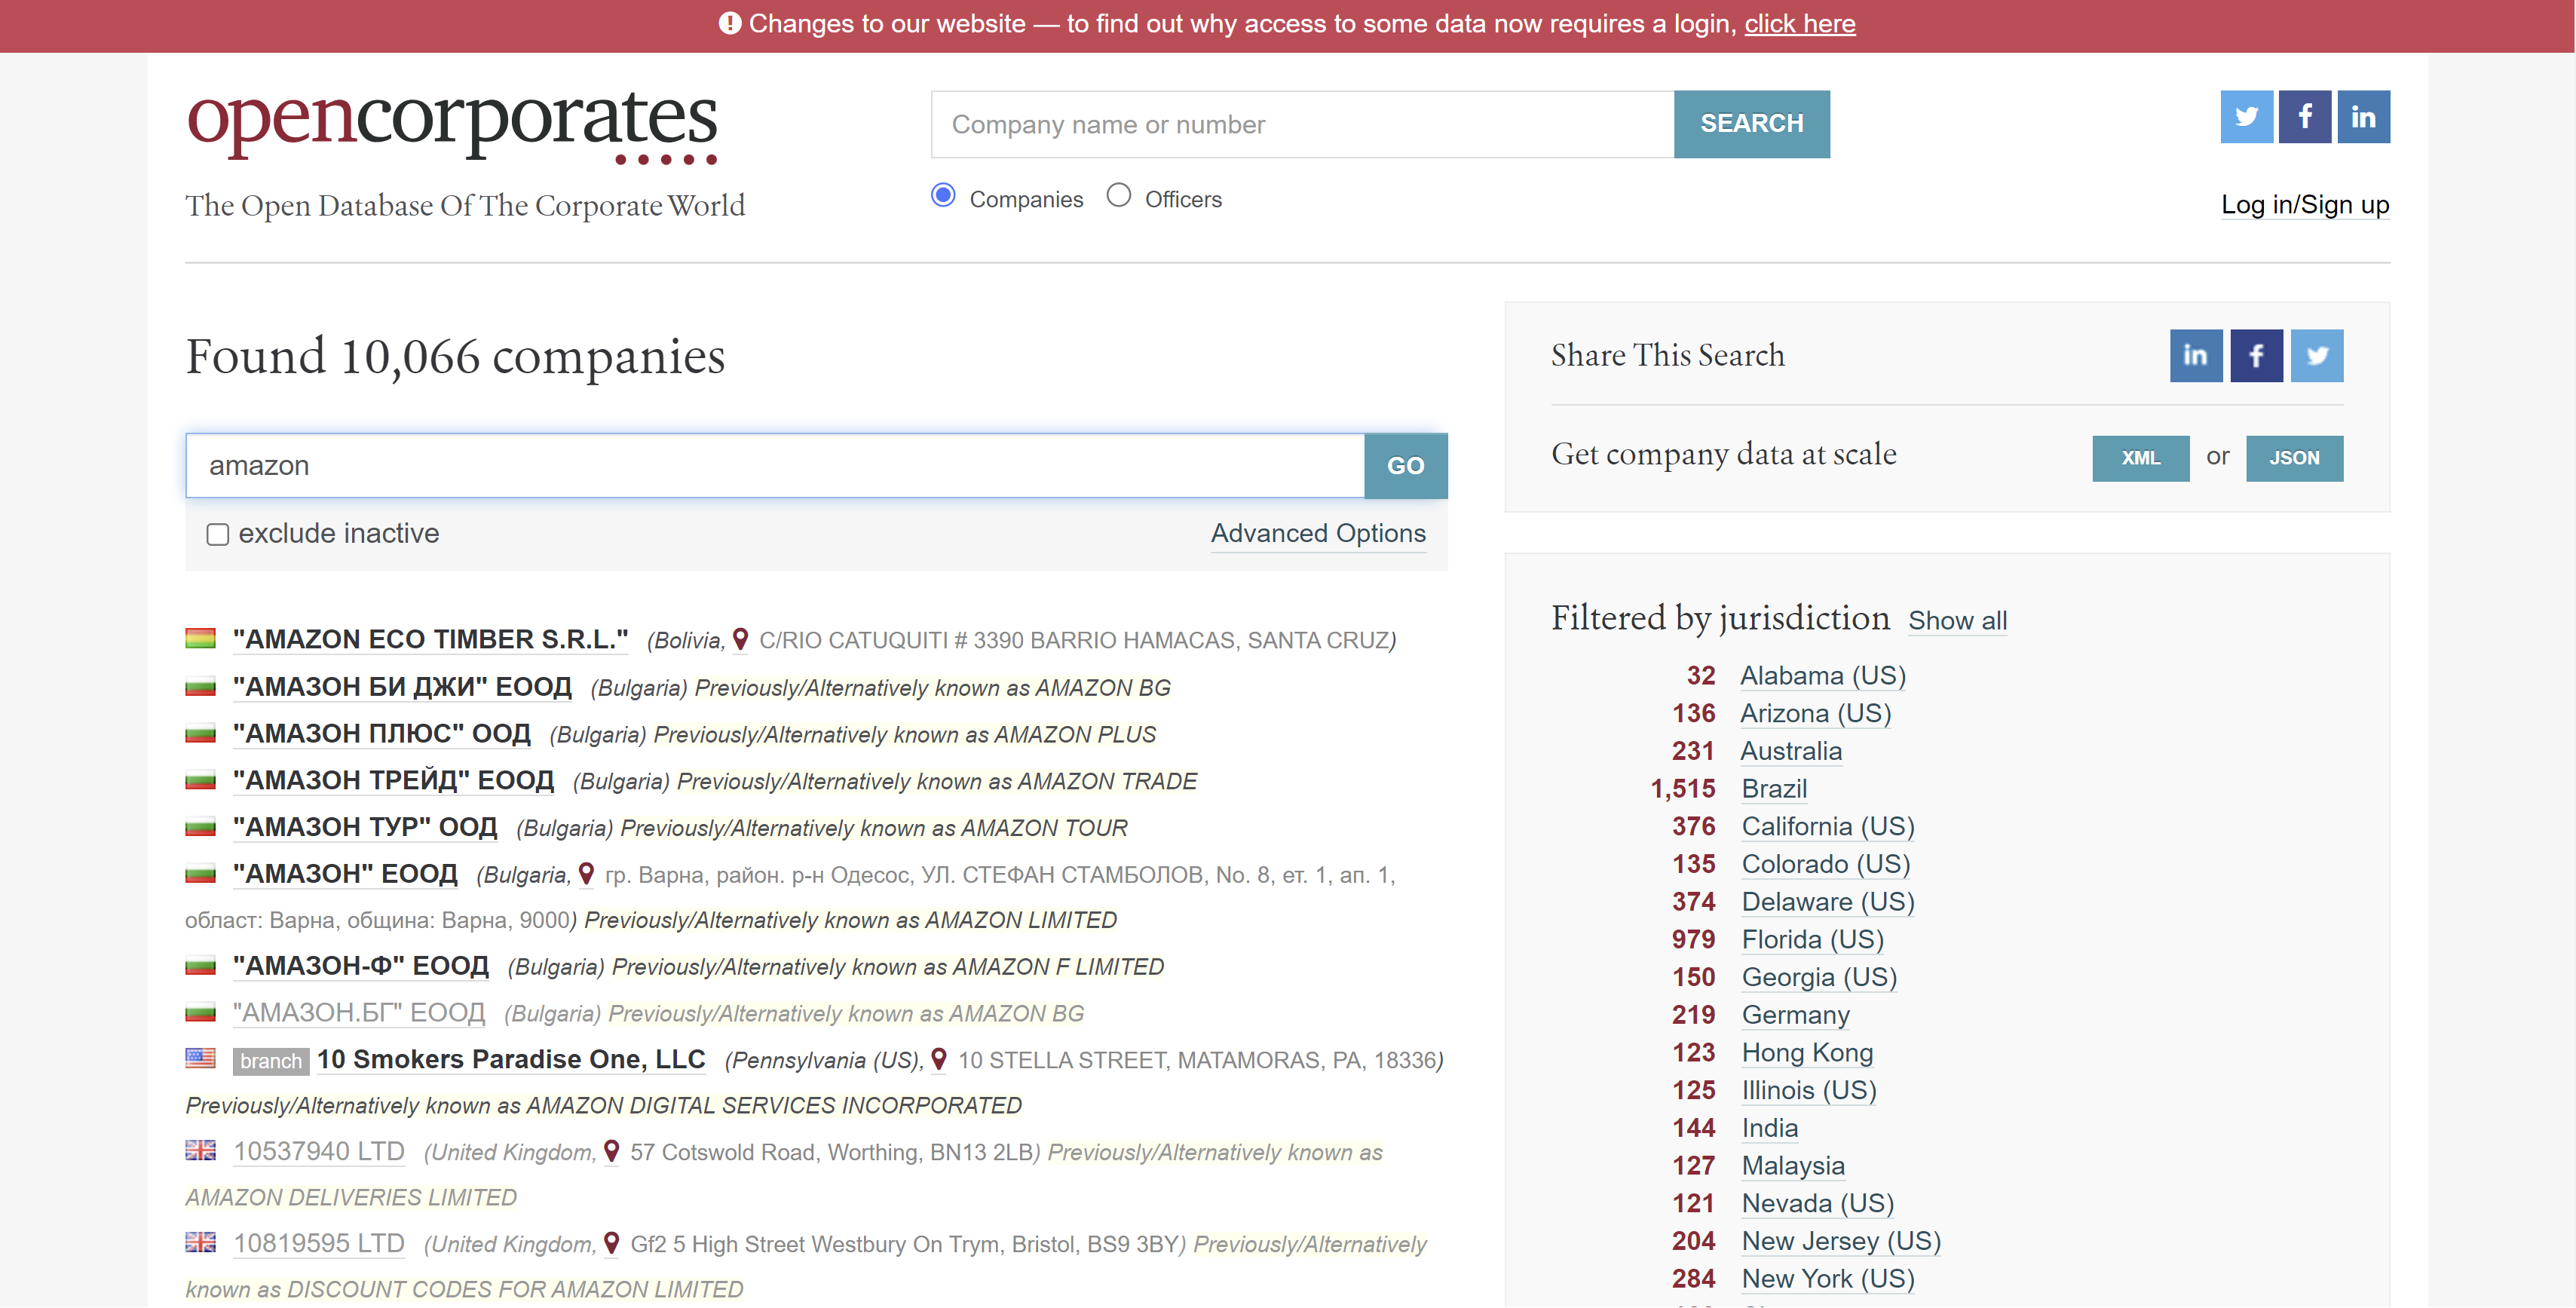 Changes to our website — to find out why access to some data now requires a login, click here
opencorporates
The Open Database Of The Corporate World
Company name or number
SEARCH
Companies Officers
Log in/Sign up
Found 10,066 companies
amazon
GO
exclude inactive
Advanced Options
"AMAZON ECO TIMBER S.R.L." (Bolivia, C/RIO CATUQUITI # 3390 BARRIO HAMACAS, SANTA CRUZ)
"АМАЗОН БИ ДЖИ" ЕООД (Bulgaria) Previously/Alternatively known as AMAZON BG
"АМАЗОН ПЛЮС" ООД (Bulgaria) Previously/Alternatively known as AMAZON PLUS
"АМАЗОН ТРЕЙД" ЕООД (Bulgaria) Previously/Alternatively known as AMAZON TRADE
"АМАЗОН ТУР" ООД (Bulgaria) Previously/Alternatively known as AMAZON TOUR
"АМАЗОН" ЕООД (Bulgaria, гр. Варна, район. р-н Одесос, УЛ. СТЕФАН СТАМБОЛОВ, No. 8, ет. 1, ап. 1,
област: Варна, община: Варна, 9000) Previously/Alternatively known as AMAZON LIMITED
"АМАЗОН-Ф" ЕООД (Bulgaria) Previously/Alternatively known as AMAZON F LIMITED
"АМАЗОН.БГ" ЕООД (Bulgaria) Previously/Alternatively known as AMAZON BG
branch 10 Smokers Paradise One, LLC (Pennsylvania (US), 10 STELLA STREET, MATAMORAS, PA, 18336)
Previously/Alternatively known as AMAZON DIGITAL SERVICES INCORPORATED
10537940 LTD (United Kingdom, 57 Cotswold Road, Worthing, BN13 2LB) Previously/Alternatively known as
AMAZON DELIVERIES LIMITED
10819595 LTD (United Kingdom, Gf2 5 High Street Westbury On Trym, Bristol, BS9 3BY) Previously/Alternatively
known as DISCOUNT CODES FOR AMAZON LIMITED
Share This Search
Get company data at scale
XML or JSON
Filtered by jurisdiction Show all
32 Alabama (US)
136 Arizona (US)
231 Australia
1,515 Brazil
376 California (US)
135 Colorado (US)
374 Delaware (US)
979 Florida (US)
150 Georgia (US)
219 Germany
123 Hong Kong
125 Illinois (US)
144 India
127 Malaysia
121 Nevada (US)
204 New Jersey (US)
284 New York (US)